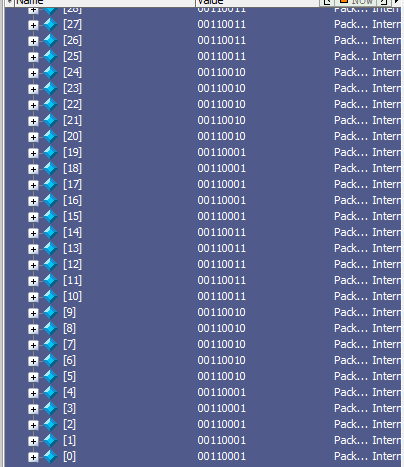 Name Value Now
[28] 00110011 Pack... Intern
[27] 00110011 Pack... Intern
[26] 00110011 Pack... Intern
[25] 00110011 Pack... Intern
[24] 00110010 Pack... Intern
[23] 00110010 Pack... Intern
[22] 00110010 Pack... Intern
[21] 00110010 Pack... Intern
[20] 00110010 Pack... Intern
[19] 00110001 Pack... Intern
[18] 00110001 Pack... Intern
[17] 00110001 Pack... Intern
[16] 00110001 Pack... Intern
[15] 00110001 Pack... Intern
[14] 00110011 Pack... Intern
[13] 00110011 Pack... Intern
[12] 00110011 Pack... Intern
[11] 00110011 Pack... Intern
[10] 00110011 Pack... Intern
[9] 00110010 Pack... Intern
[8] 00110010 Pack... Intern
[7] 00110010 Pack... Intern
[6] 00110010 Pack... Intern
[5] 00110010 Pack... Intern
[4] 00110001 Pack... Intern
[3] 00110001 Pack... Intern
[2] 00110001 Pack... Intern
[1] 00110001 Pack... Intern
[0] 00110001 Pack... Intern